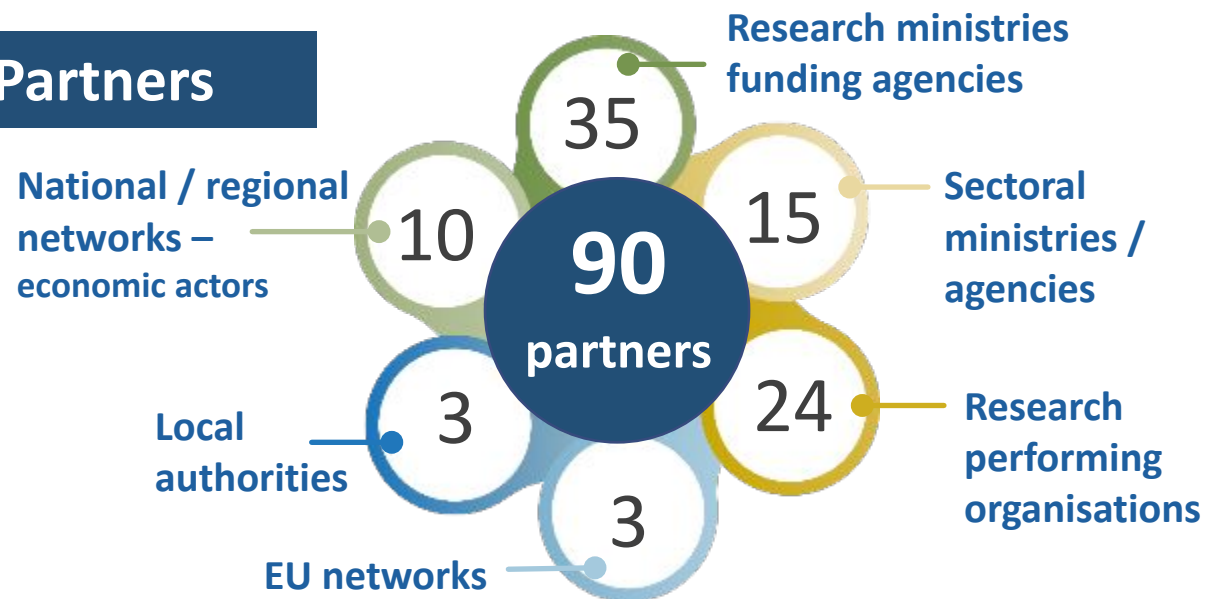 Partners
Research ministries
funding agencies
35
Sectoral
ministries /
agencies
15
Research
performing
organisations
24
EU networks
3
Local
authorities
3
National / regional
networks –
economic actors
10
90
partners